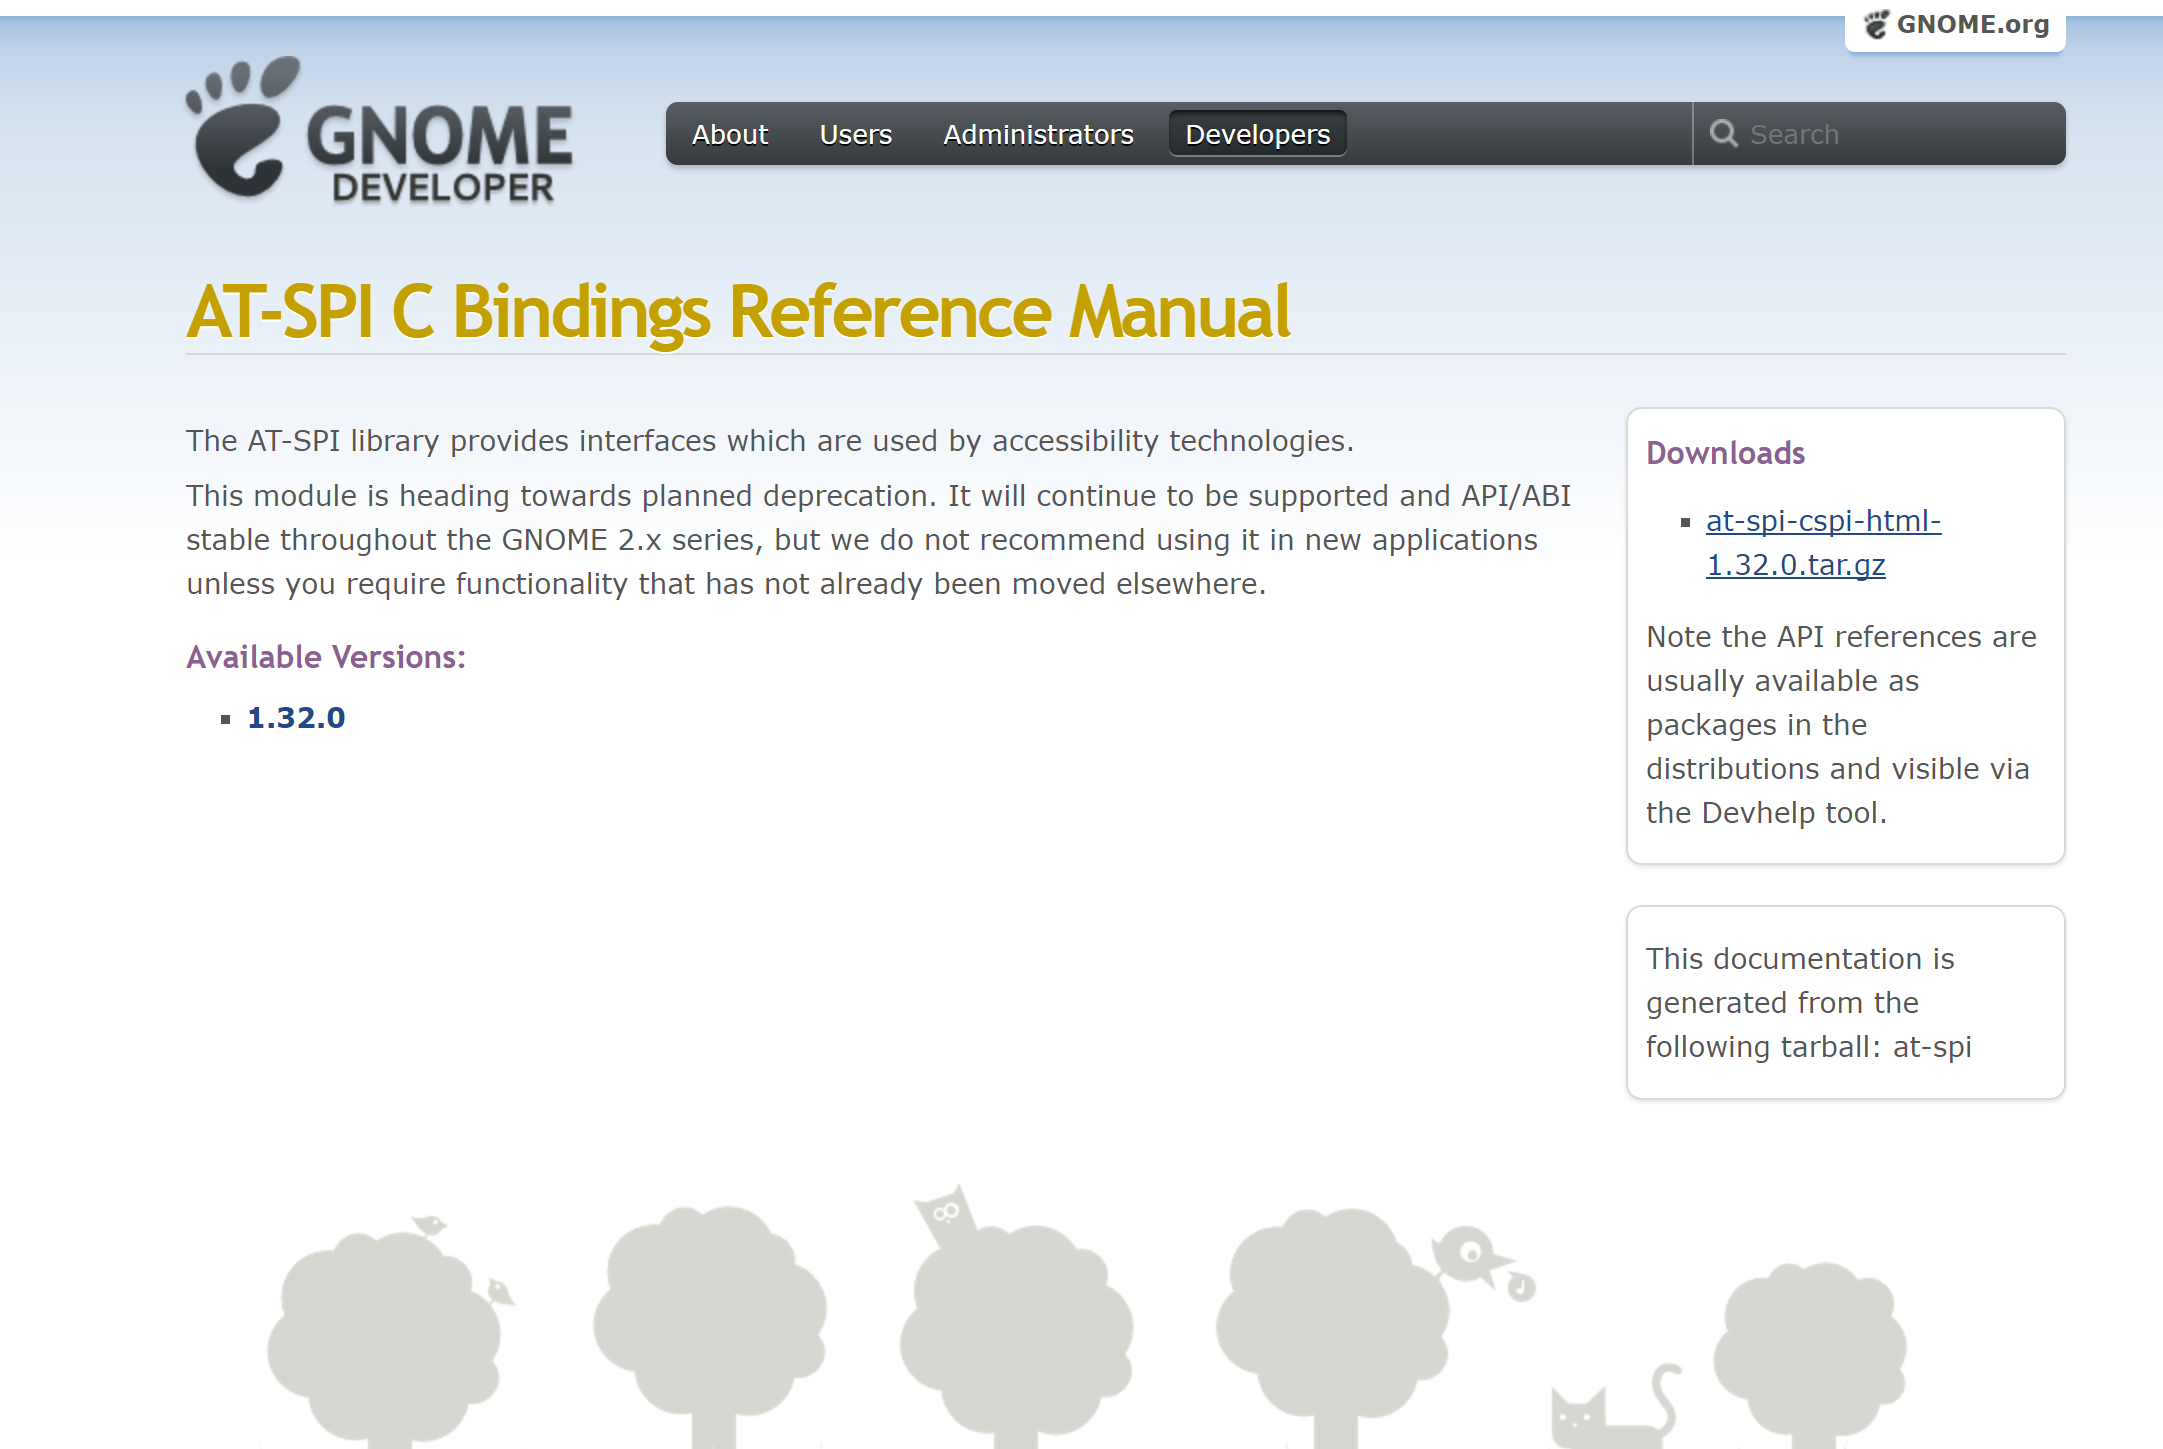 GNOME.org
GNOME
DEVELOPER
About Users Administrators Developers Search
AT-SPI C Bindings Reference Manual
The AT-SPI library provides interfaces which are used by accessibility technologies.
This module is heading towards planned deprecation. It will continue to be supported and API/ABI
stable throughout the GNOME 2.x series, but we do not recommend using it in new applications
unless you require functionality that has not already been moved elsewhere.
Available Versions:
1.32.0
Downloads
at-spi-cspi-html-
1.32.0.tar.gz
Note the API references are
usually available as
packages in the
distributions and visible via
the Devhelp tool.
This documentation is
generated from the
following tarball: at-spi